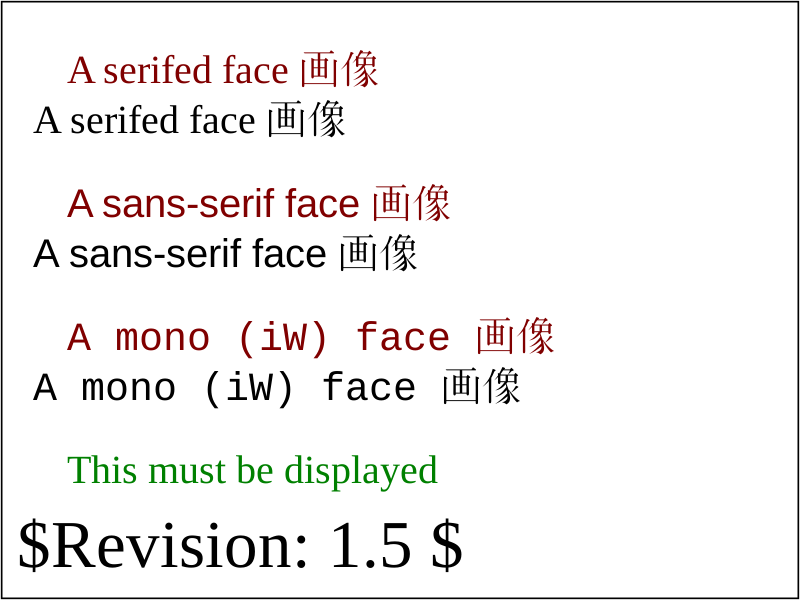 A serifed face 画像
A serifed face 画像
A sans-serif face 画像
A sans-serif face 画像
A mono (iW) face 画像
A mono (iW) face 画像
This must be displayed
$Revision: 1.5 $